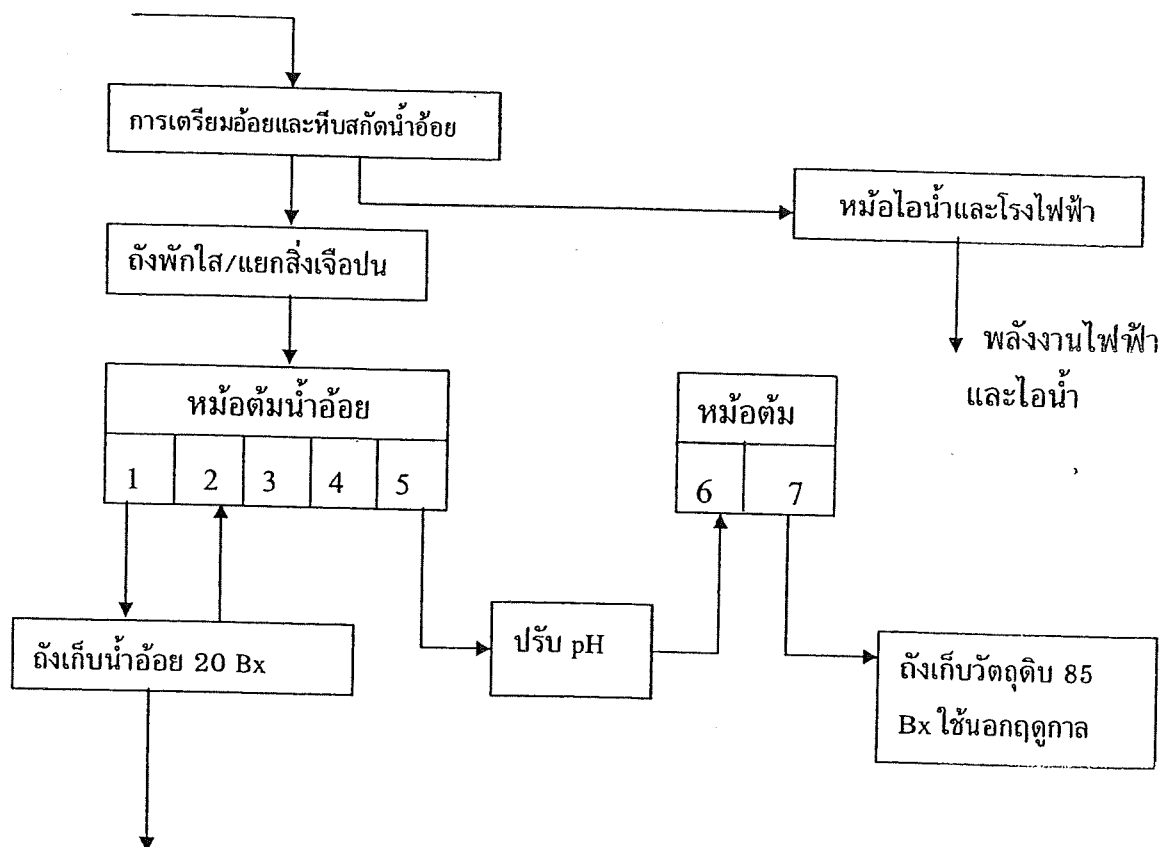 การเตรียมอ้อยและหีบสกัดน้ำอ้อย
หม้อไอน้ำและโรงไฟฟ้า
ถังพักใส/แยกสิ่งเจือปน
พลังงานไฟฟ้า
และไอน้ำ
หม้อต้มน้ำอ้อย
1 2 3 4 5
หม้อต้ม
6 7
ถังเก็บน้ำอ้อย 20 Bx
ปรับ pH
ถังเก็บวัตถุดิบ 85
Bx ใช้นอกฤดูกาล